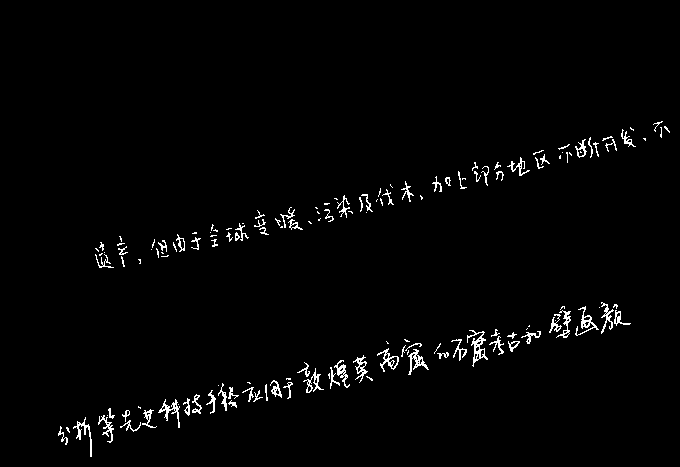 遗产，但由于全球变暖、污染及伐木，加上部分地区不断开发、不
分析等先进科技手段应用于敦煌莫高窟的石窟考古和壁画颜